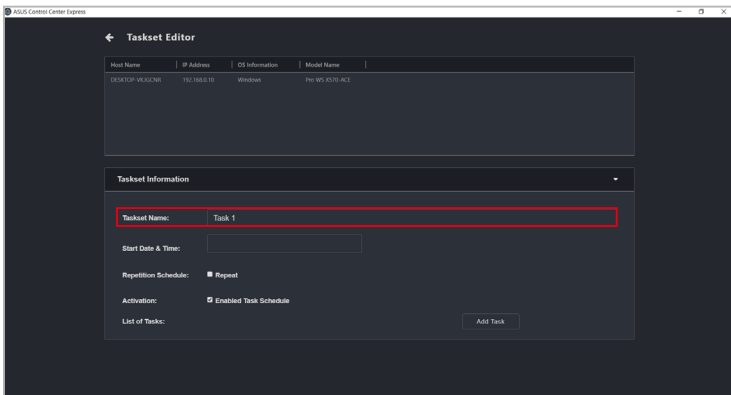 ASUS Control Center Express
Taskset Editor
Host Name IP Address OS Information Model Name
DESKTOP-VKJGCNR 192.168.0.10 Windows Pro WS X570-ACE
Taskset Information
Taskset Name: Task 1
Start Date & Time:
Repetition Schedule: Repeat
Activation: Enabled Task Schedule
List of Tasks: Add Task